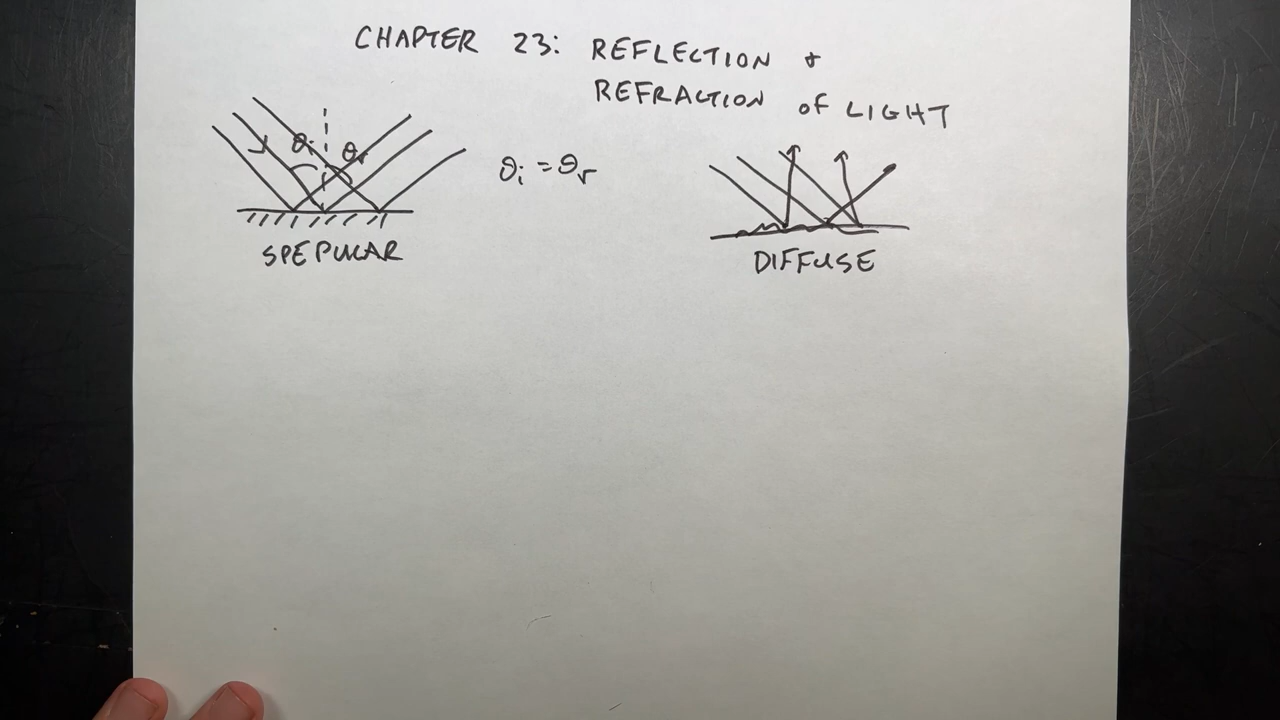 CHAPTER 23: REFLECTION &
REFRACTION of LIGHT
θi θr
θi = θr
SPEPULAR
DIFFUSE